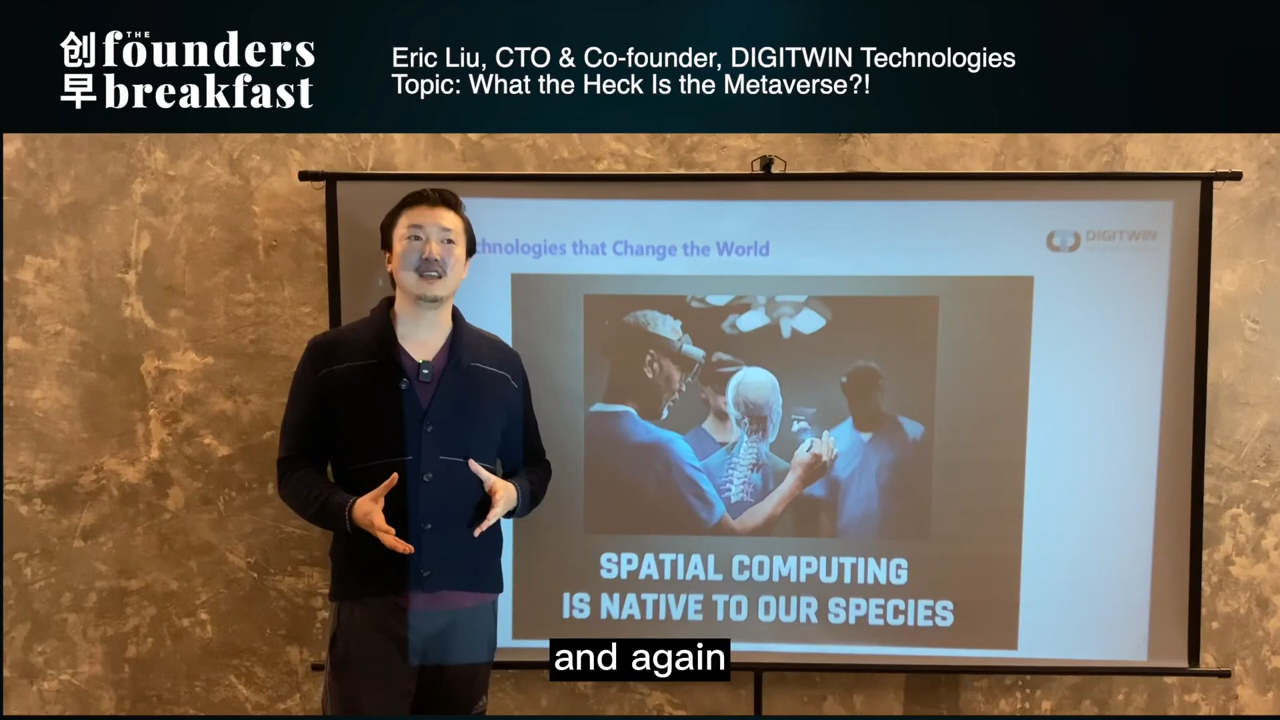 创 THE founders
早 breakfast
Eric Liu, CTO & Co-founder, DIGITWIN Technologies
Topic: What the Heck Is the Metaverse?!
chnologies that Change the World
DIGITWIN
SPATIAL COMPUTING
IS NATIVE TO OUR SPECIES
and again